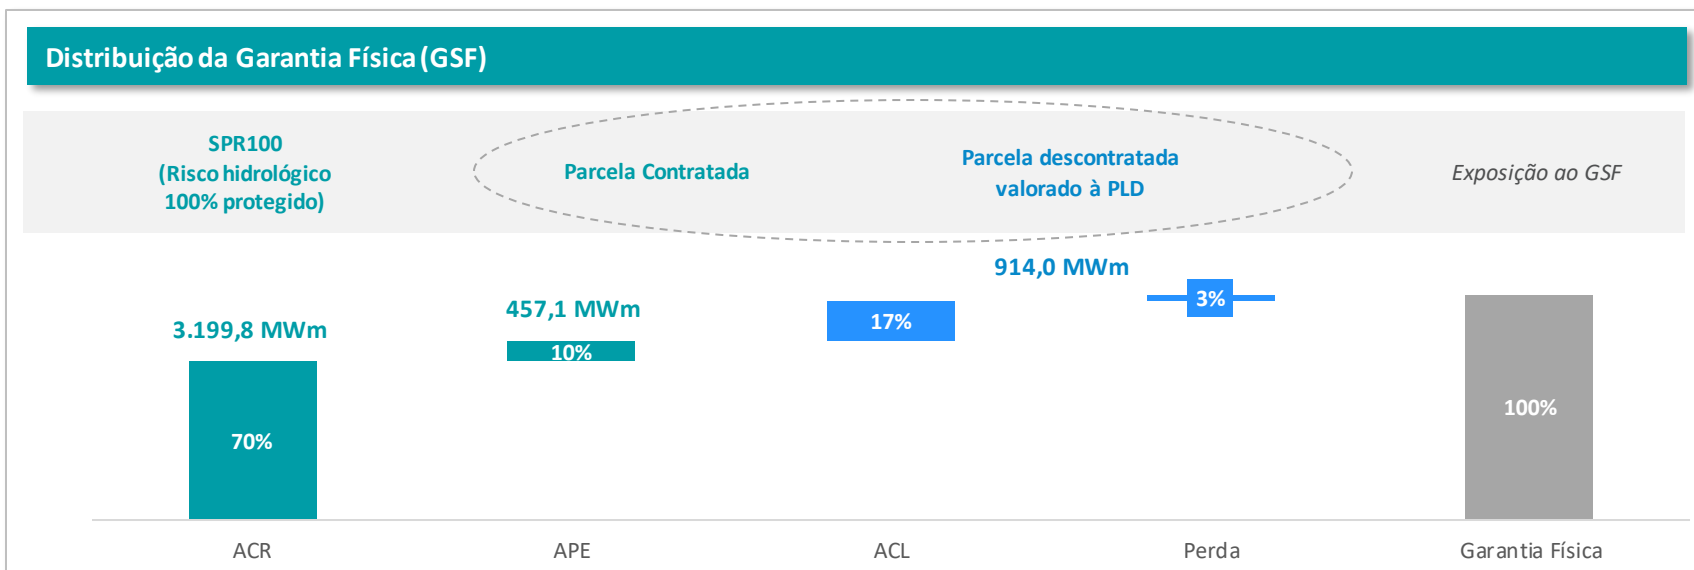 Distribuição da Garantia Física (GSF)
SPR100
(Risco hidrológico
100% protegido)
Parcela Contratada
Parcela descontratada
valorado à PLD
Exposição ao GSF
3.199,8 MWm
457,1 MWm
914,0 MWm
70%
10%
17%
3%
100%
ACR
APE
ACL
Perda
Garantia Física